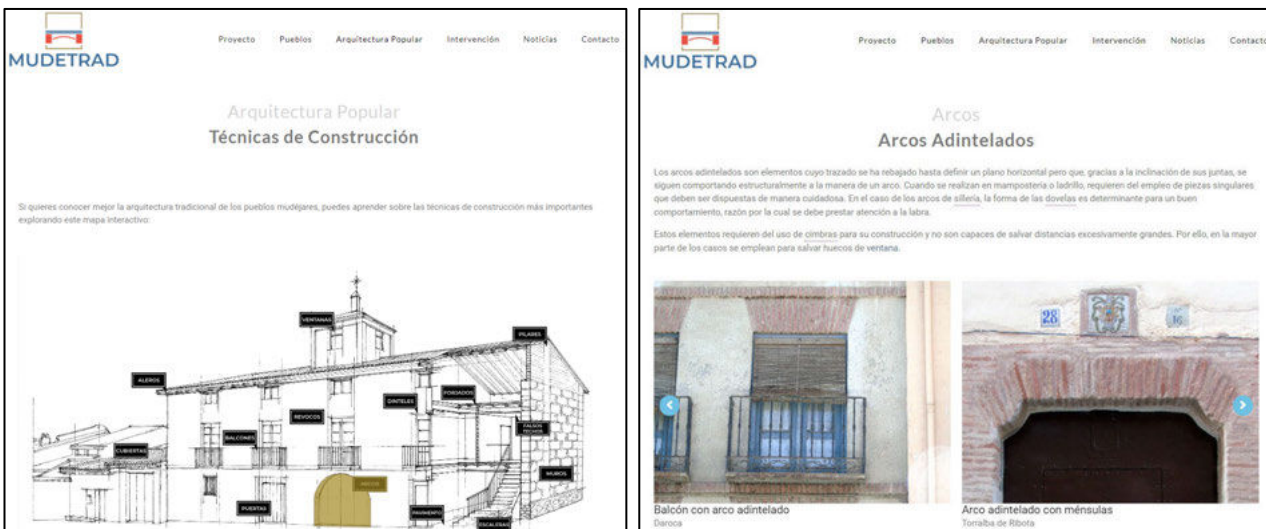 MUDETRAD
Proyecto Pueblos Arquitectura Popular Intervención Noticias Contacto
Arquitectura Popular
Técnicas de Construcción
Si quieres conocer mejor la arquitectura tradicional de los pueblos mudéjares, puedes aprender sobre las técnicas de construcción más importantes
explorando este mapa interactivo:
VENTANAS
PILARES
ALEROS
FORJADOS
DINTELES
REVOCOS
FALSOS
TECHOS
BALCONES
CUBIERTAS
MUROS
ARCOS
PUERTAS
PAVIMENTO
ESCALERAS
MUDETRAD
Proyecto Pueblos Arquitectura Popular Intervención Noticias Contacto
Arcos
Arcos Adintelados
Los arcos adintelados son elementos cuyo trazado se ha rebajado hasta definir un plano horizontal pero que, gracias a la inclinación de sus juntas, se
siguen comportando estructuralmente a la manera de un arco. Cuando se realizan en mampostería o ladrillo, requieren del empleo de piezas singulares
que deben ser dispuestas de manera cuidadosa. En el caso de los arcos de sillería, la forma de las dovelas es determinante para un buen
comportamiento, razón por la cual se debe prestar atención a la labra.
Estos elementos requieren del uso de cimbras para su construcción y no son capaces de salvar distancias excesivamente grandes. Por ello, en la mayor
parte de los casos se emplean para salvar huecos de ventana.
28
16
Balcón con arco adintelado
Daroca
Arco adintelado con ménsulas
Torralba de Ribota